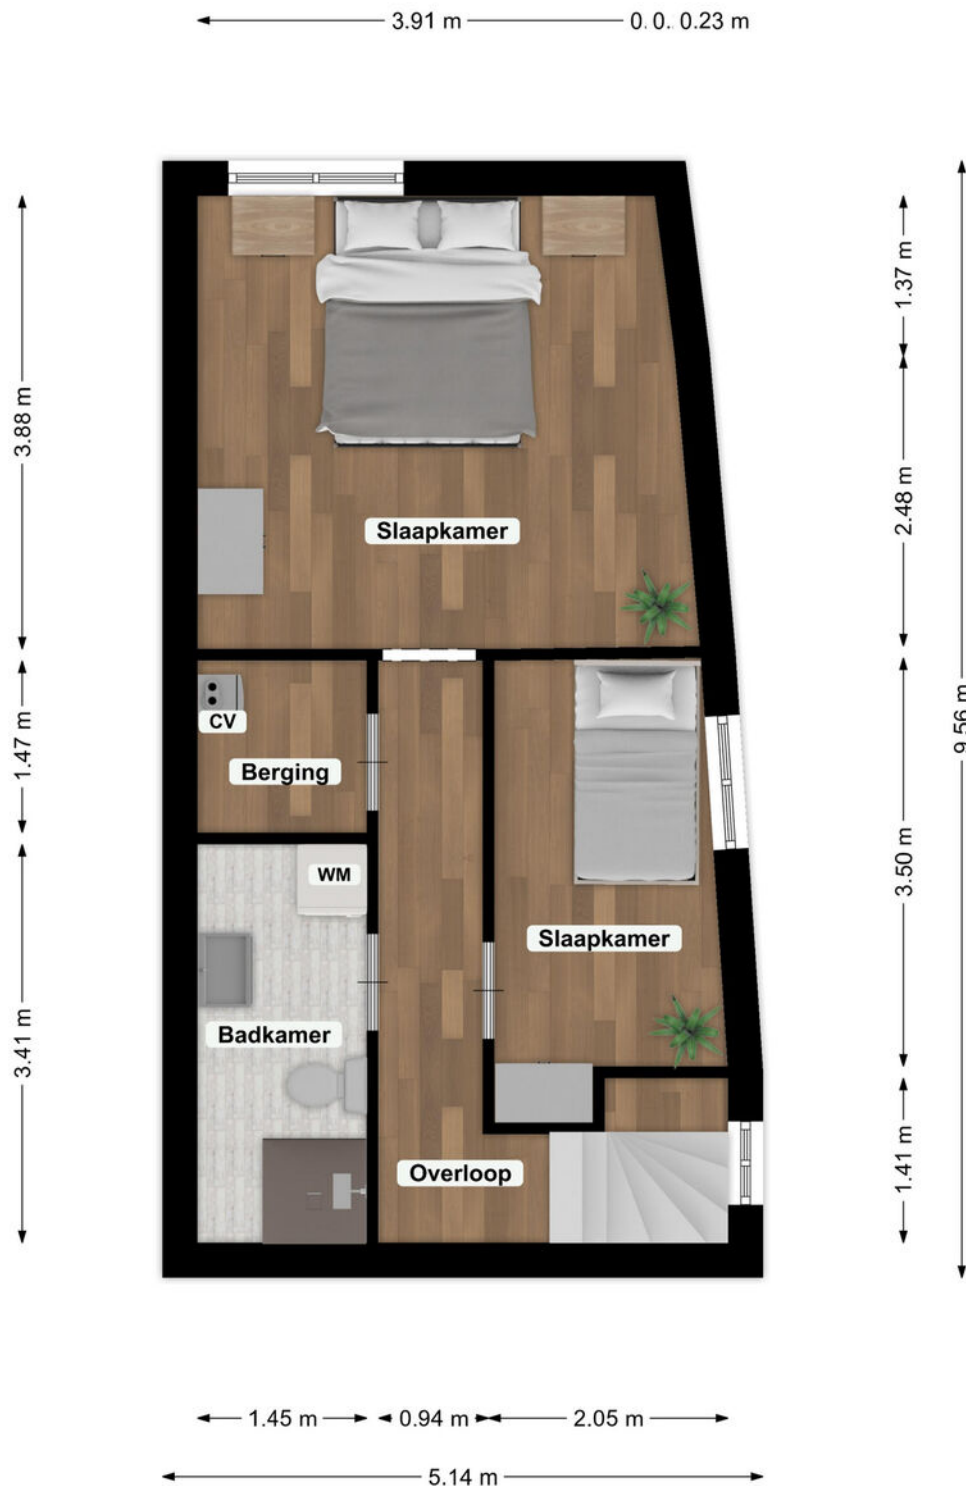 3.91 m
0. 0. 0.23 m
3.88 m
1.37 m
2.48 m
Slaapkamer
CV
Berging
1.47 m
9.56 m
WM
3.50 m
Slaapkamer
Badkamer
3.41 m
Overloop
1.41 m
1.45 m
0.94 m
2.05 m
5.14 m